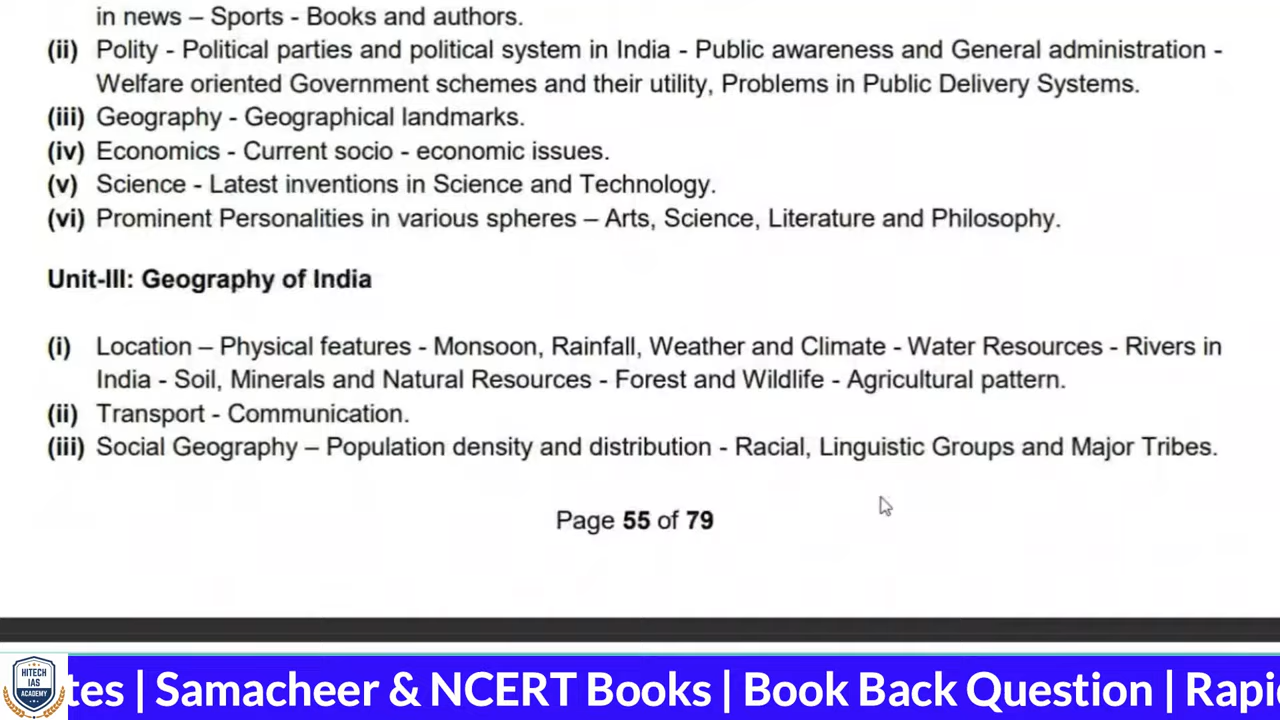 in news – Sports - Books and authors.
(ii) Polity - Political parties and political system in India - Public awareness and General administration -
Welfare oriented Government schemes and their utility, Problems in Public Delivery Systems.
(iii) Geography - Geographical landmarks.
(iv) Economics - Current socio - economic issues.
(v) Science - Latest inventions in Science and Technology.
(vi) Prominent Personalities in various spheres – Arts, Science, Literature and Philosophy.
Unit-III: Geography of India
(i) Location – Physical features - Monsoon, Rainfall, Weather and Climate - Water Resources - Rivers in
India - Soil, Minerals and Natural Resources - Forest and Wildlife - Agricultural pattern.
(ii) Transport - Communication.
(iii) Social Geography – Population density and distribution - Racial, Linguistic Groups and Major Tribes.
Page 55 of 79
HITECH
IAS
ACADEMY
tes | Samacheer & NCERT Books | Book Back Question | Rapi